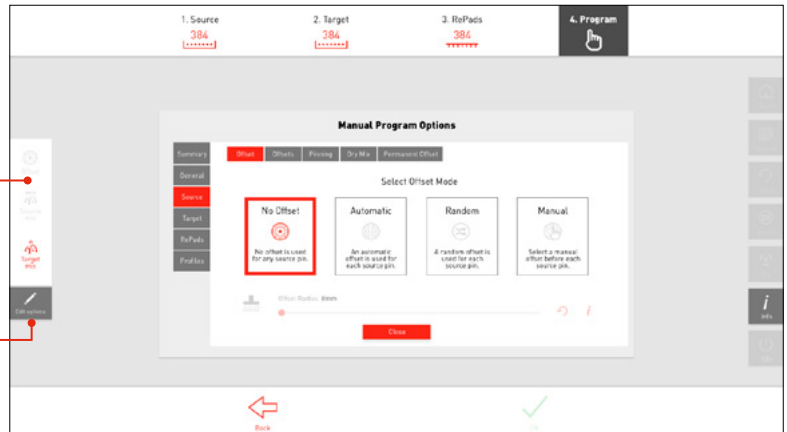 1. Source
384
2. Target
384
3. RePads
384
4. Program
Manual Program Options
Summary
General
Source
Target
RePads
Profiles
Offset
Offsets
Pinning
Dry Mix
Permanent Offset
Select Offset Mode
No Offset
No offset is used
for any source pin.
Automatic
An automatic
offset is used for
each source pin.
Random
A random offset is
used for each
source pin.
Manual
Select a manual
offset before each
source pin.
Offset Radius: 0mm
Close
Offset
Source
mix
Target
mix
Edit options
i
Info
Back